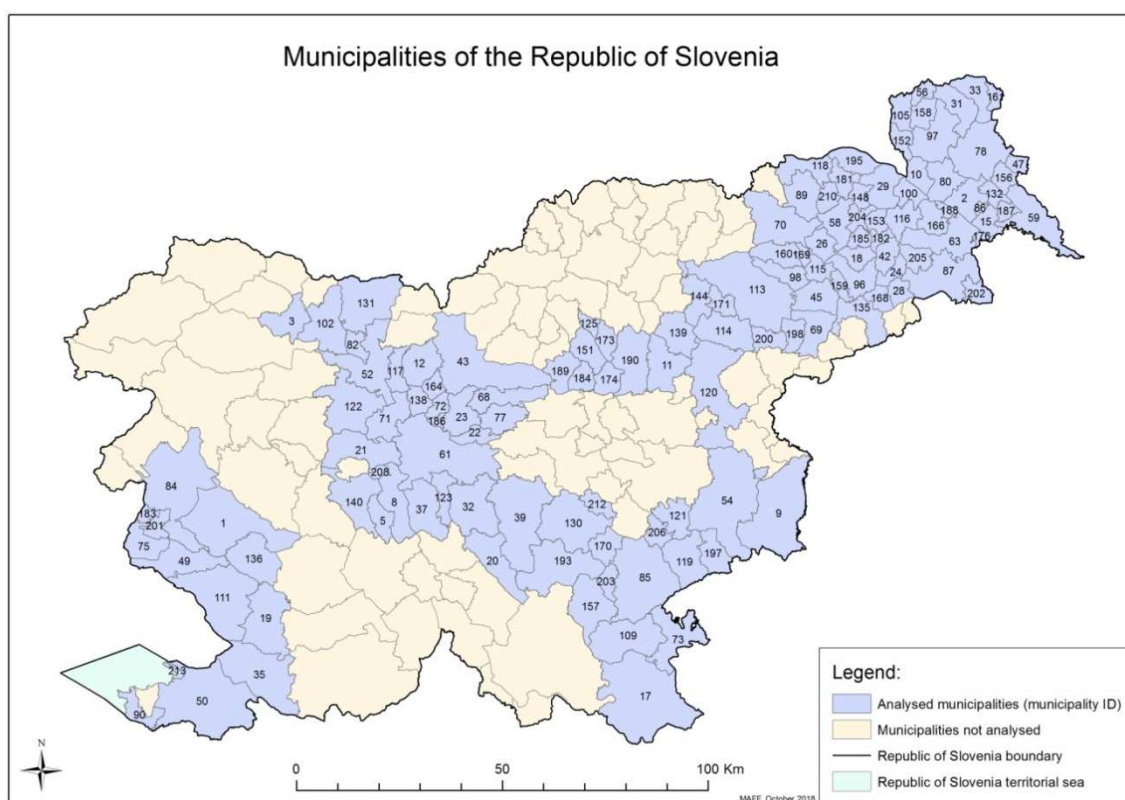 Municipalities of the Republic of Slovenia
56 33 161
105 158 31
152 97
78
118 195 47
181 10 156
89 210 148 29 100 80 2 132
188 86 187
70 58 204 153 116 166 15 59
185 182 176
26 63
160 169 18 42 205
98 115 24 87
144 113 159 96 28 202
171 45 168
135
131
3 102 125 139 114 200 198 69
82 173
12 43 151 190 11
52 117 189 184 174
164 120
122 138 72 68
71 186 23 77
22
21 61
208
84 140 8 37 123 32 39 212 54
183 5 130 121 9
201 1 206
75 170
49 136 20 193 119 197
203 85
111 157
19 109 73
213 35
50 17
90
N
0 50 100 Km
Legend:
Analysed municipalities (municipality ID)
Municipalities not analysed
Republic of Slovenia boundary
Republic of Slovenia territorial sea
MAFF, October 2018